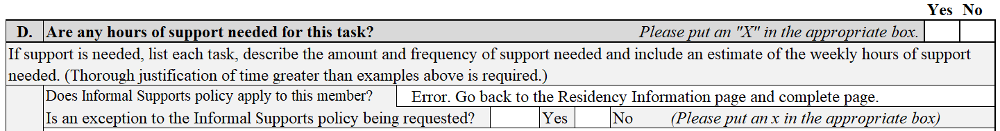 Yes No
D. Are any hours of support needed for this task? Please put an "X" in the appropriate box.
If support is needed, list each task, describe the amount and frequency of support needed and include an estimate of the weekly hours of support
needed. (Thorough justification of time greater than examples above is required.)
Does Informal Supports policy apply to this member? Error. Go back to the Residency Information page and complete page.
Is an exception to the Informal Supports policy being requested? Yes No (Please put an x in the appropriate box)